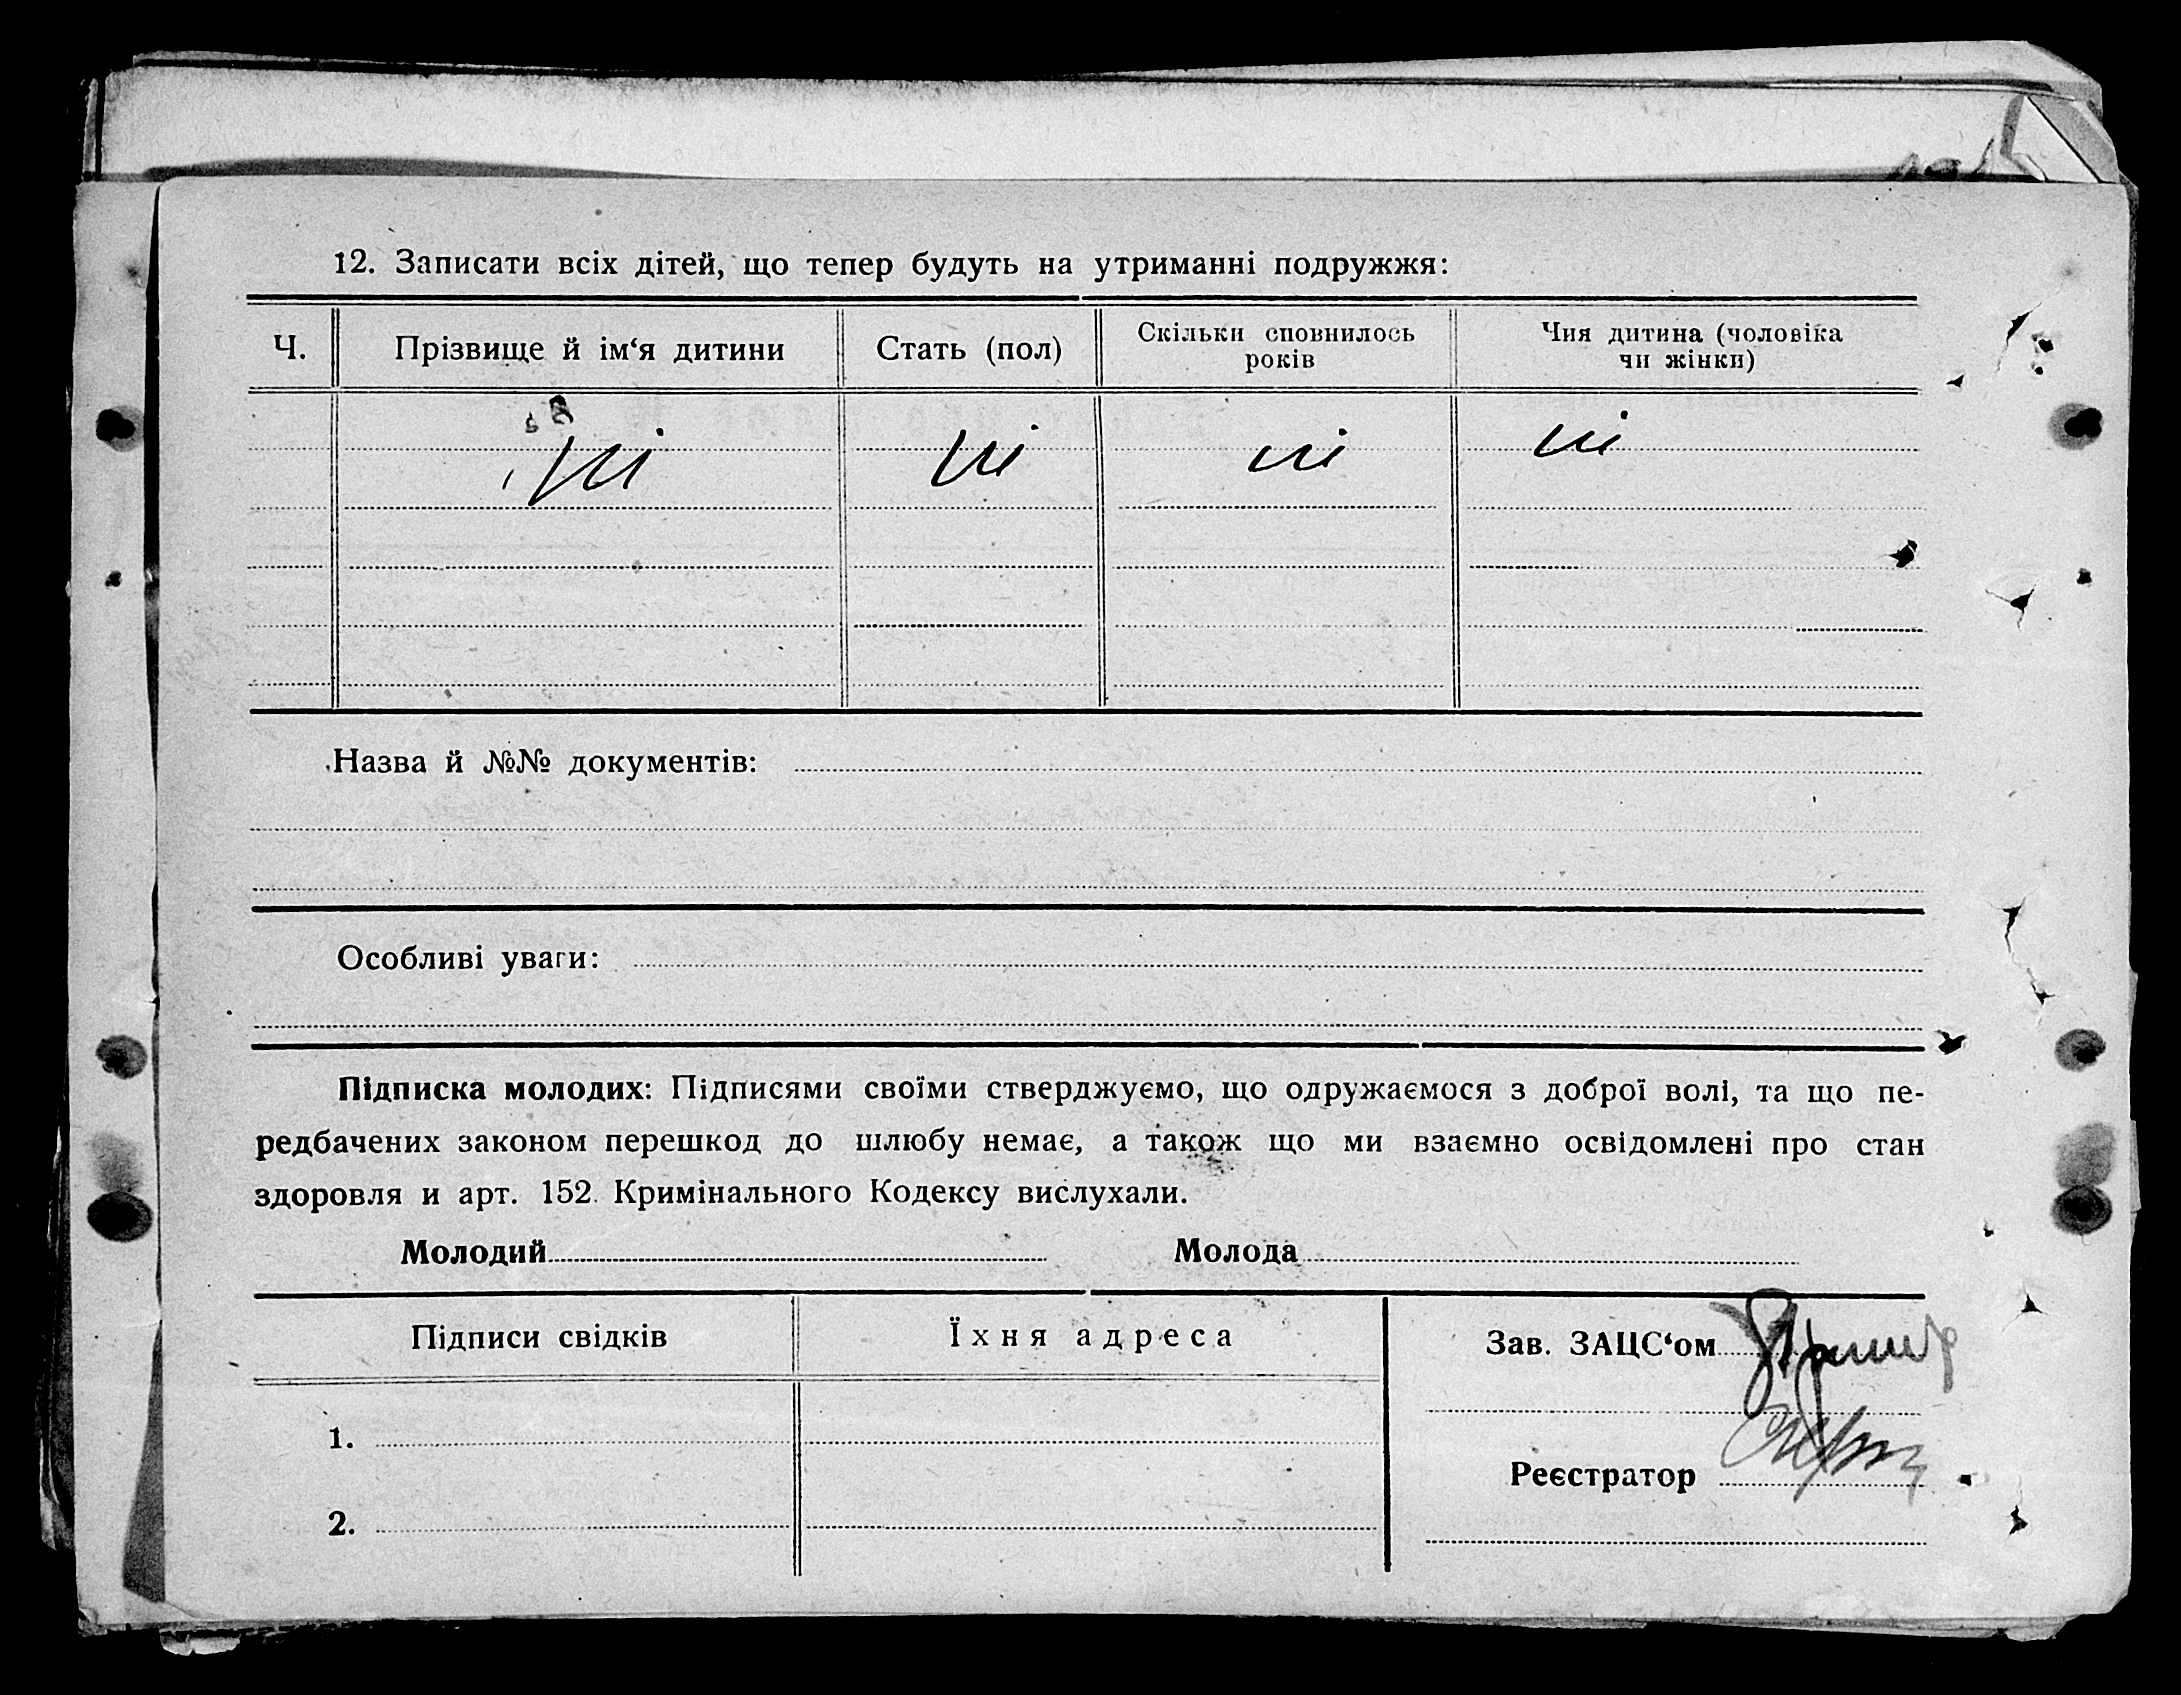 12. Записати всіх дітей, що тепер будуть на утриманні подружжя:
Ч. Прізвище й ім‘я дитини Стать (пол) Скільки сповнилось років Чия дитина (чоловіка чи жінки)
ні ні ні ні
Назва й №№ документів:
Особливі уваги:
Підписка молодих: Підписями своїми стверджуємо, що одружаємося з доброї волі, та що пе-
редбачених законом перешкод до шлюбу немає, а також що ми взаємно освідомлені про стан
здоровля и арт. 152 Кримінального Кодексу вислухали.
Молодий Молода
Підписи свідків Їхня адреса Зав. ЗАЦС‘ом
1.
Реєстратор
2.